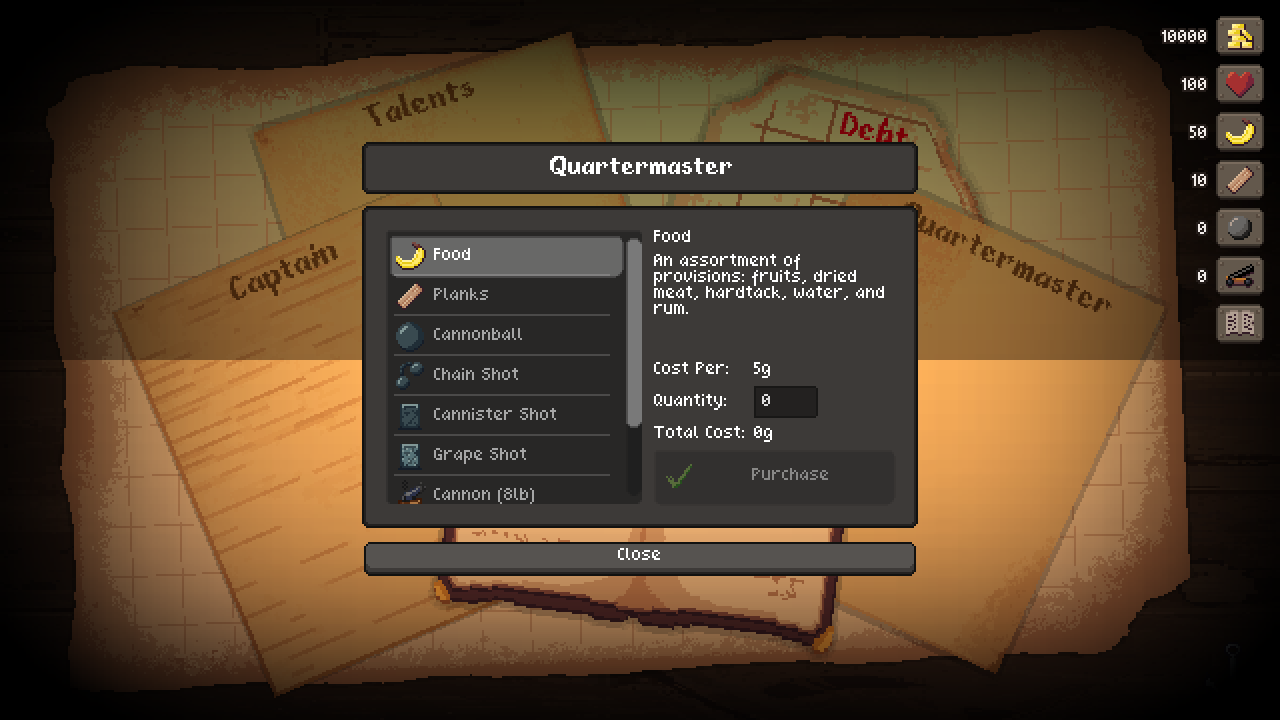 10000
100
50
10
0
0
Talents
Debt
Captain
Quartermaster
Quartermaster
Food
Planks
Cannonball
Chain Shot
Cannister Shot
Grape Shot
Cannon (8lb)
Food
An assortment of
provisions: fruits, dried
meat, hardtack, water, and
rum.
Cost Per: 5g
Quantity: 0
Total Cost: 0g
Purchase
Close